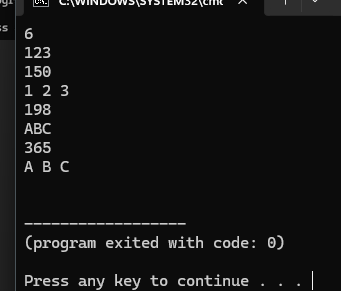 C:\WINDOWS\SYSTEM32\cmd
6
123
150
1 2 3
198
ABC
365
A B C
------------------
(program exited with code: 0)
Press any key to continue . . .